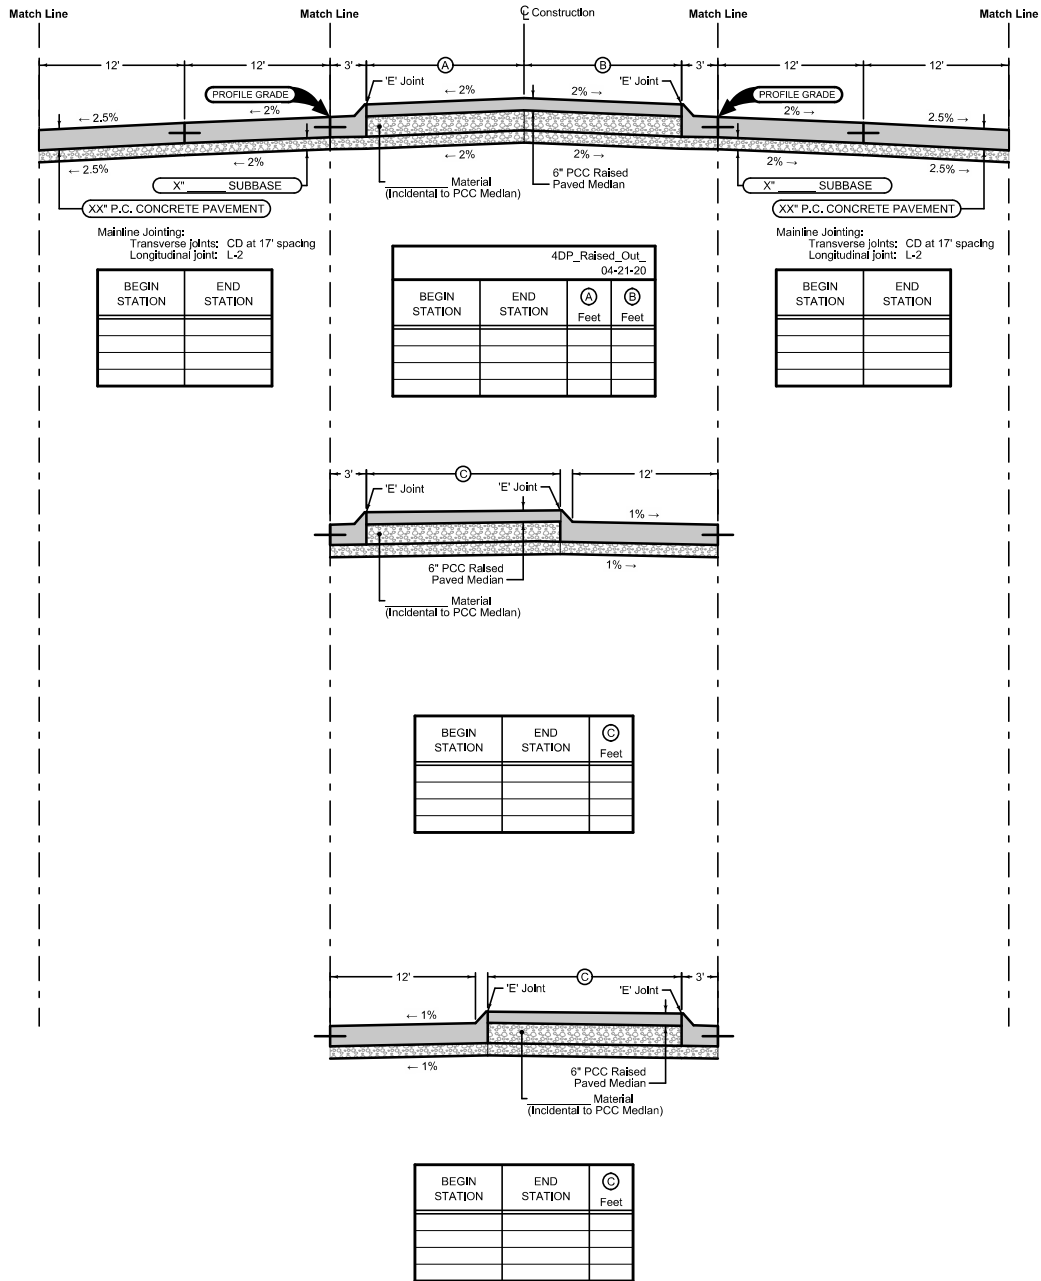 Match Line
Match Line
℄ Construction
Match Line
Match Line
12'
12'
3'
A
B
3'
12'
12'
'E' Joint
'E' Joint
PROFILE GRADE
PROFILE GRADE
← 2.5%
← 2%
← 2%
2% →
2% →
2.5% →
← 2.5%
← 2%
← 2%
2% →
2% →
2.5% →
X" ______ SUBBASE
XX" P.C. CONCRETE PAVEMENT
________ Material
(Incidental to PCC Median)
6" PCC Raised
Paved Median
X" ______ SUBBASE
XX" P.C. CONCRETE PAVEMENT
Mainline Jointing:
Transverse joints: CD at 17' spacing
Longitudinal joint: L-2
Mainline Jointing:
Transverse joints: CD at 17' spacing
Longitudinal joint: L-2
BEGIN STATION
END STATION
4DP_Raised_Out_
04-21-20
BEGIN STATION
END STATION
A Feet
B Feet
BEGIN STATION
END STATION
3'
C
12'
'E' Joint
'E' Joint
1% →
1% →
6" PCC Raised
Paved Median
________ Material
(Incidental to PCC Median)
BEGIN STATION
END STATION
C Feet
12'
C
3'
'E' Joint
'E' Joint
← 1%
← 1%
6" PCC Raised
Paved Median
________ Material
(Incidental to PCC Median)
BEGIN STATION
END STATION
C Feet